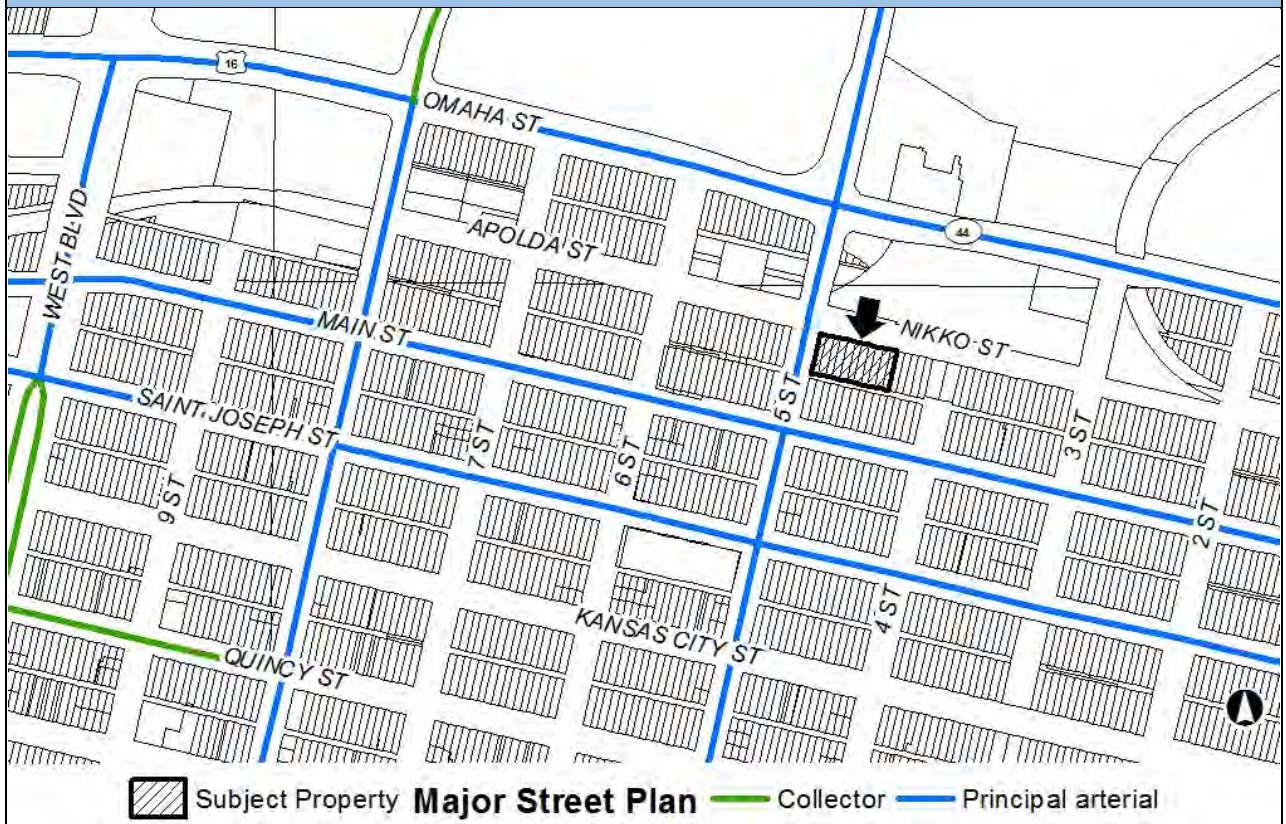 16
OMAHA ST
WEST BLVD
APOLDA ST
44
NIKKO ST
MAIN ST
5 ST
SAINT JOSEPH ST
7 ST
6 ST
3 ST
9 ST
2 ST
KANSAS CITY ST
4 ST
QUINCY ST
Subject Property Major Street Plan Collector Principal arterial